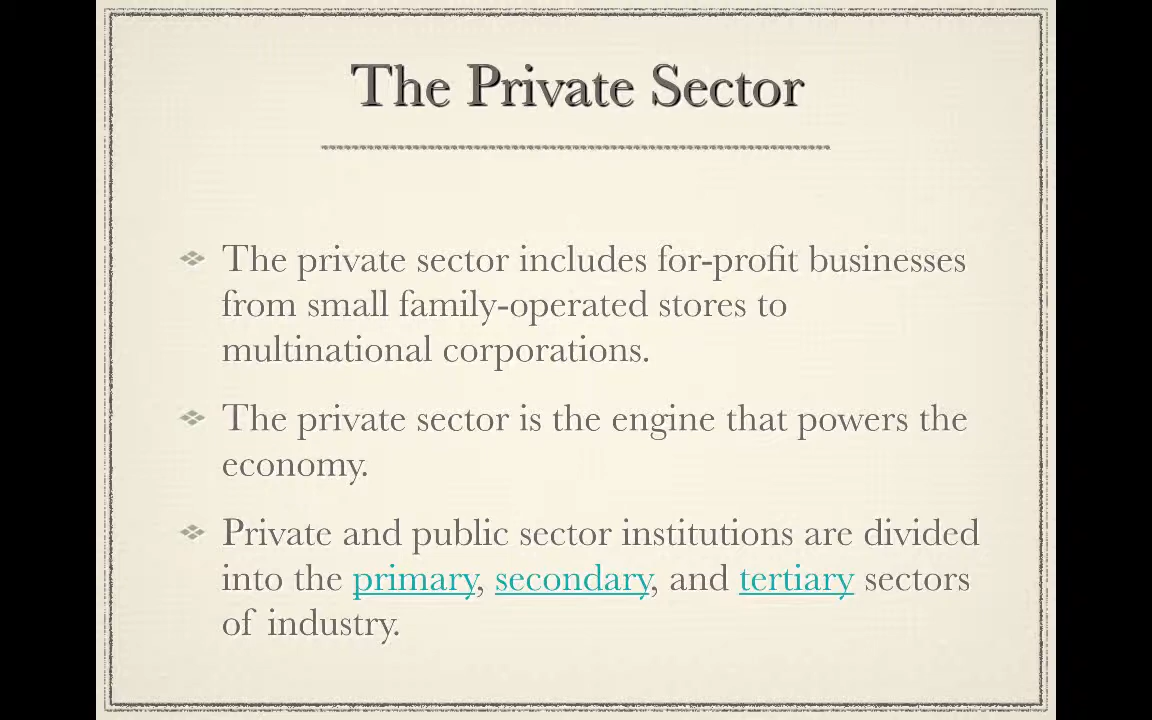 The Private Sector
The private sector includes for-profit businesses
from small family-operated stores to
multinational corporations.
The private sector is the engine that powers the
economy.
Private and public sector institutions are divided
into the primary, secondary, and tertiary sectors
of industry.